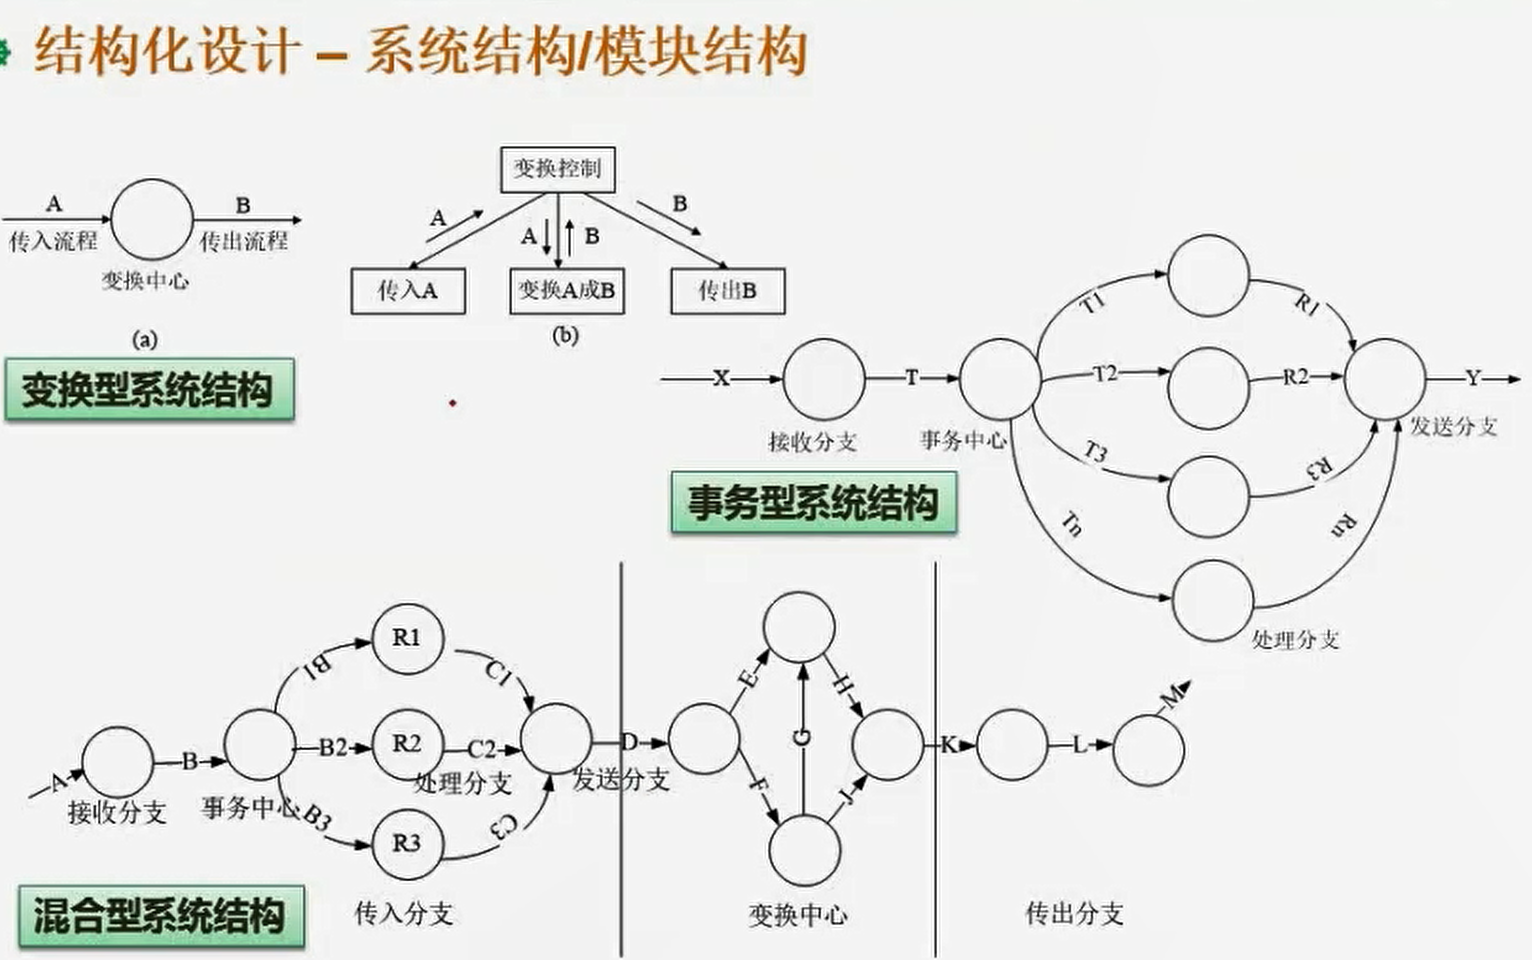 结构化设计 – 系统结构/模块结构
变换控制
A
B
A
B
A
B
传入流程
传出流程
变换中心
传入A
变换A成B
传出B
(a)
(b)
变换型系统结构
X
T
T1
T2
T3
Tn
R1
R2
R3
Rn
Y
接收分支
事务中心
发送分支
处理分支
事务型系统结构
A
B
B1
B2
B3
R1
R2
R3
C1
C2
C3
D
接收分支
事务中心
处理分支
发送分支
E
F
G
H
J
K
L
M
混合型系统结构
传入分支
变换中心
传出分支